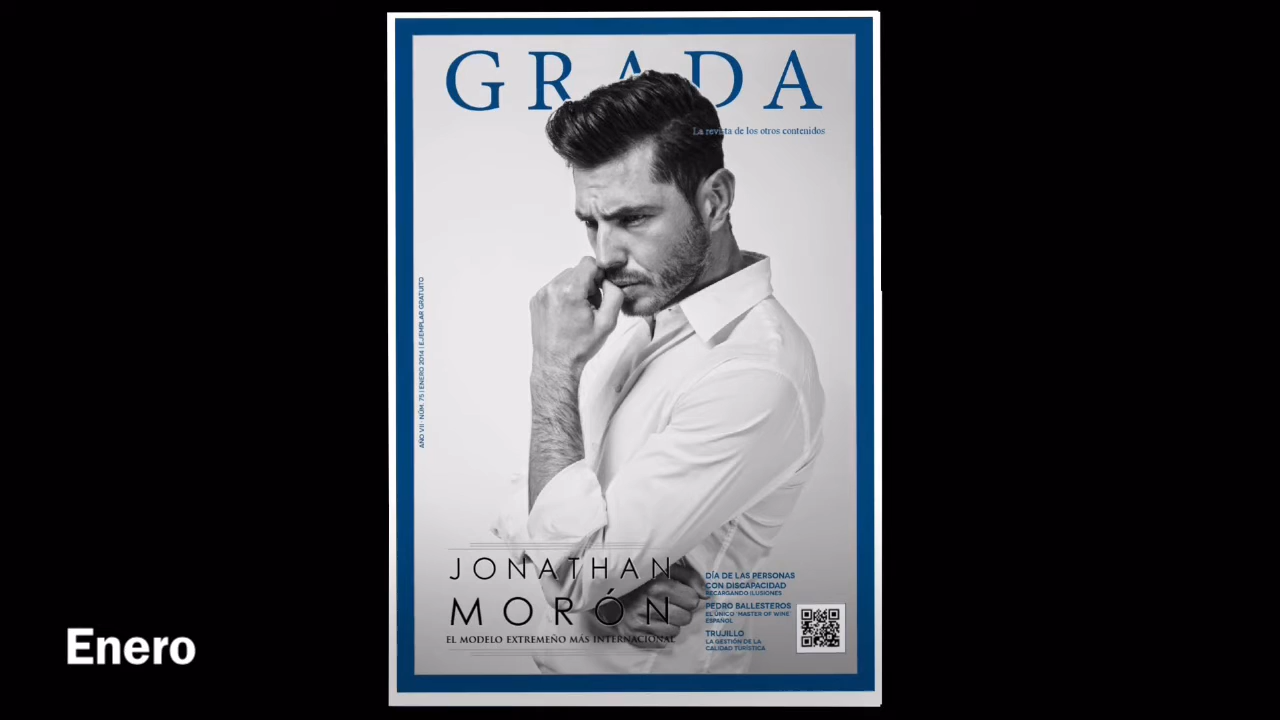 GRADA
La revista de los otros contenidos
AÑO VII · NÚM. 75 | ENERO 2014 | EJEMPLAR GRATUITO
JONATHAN
MORÓN
EL MODELO EXTREMEÑO MÁS INTERNACIONAL
DÍA DE LAS PERSONAS
CON DISCAPACIDAD
RECARGANDO ILUSIONES
PEDRO BALLESTEROS
EL ÚNICO 'MASTER OF WINE'
ESPAÑOL
TRUJILLO
LA GESTIÓN DE LA
CALIDAD TURÍSTICA
Enero